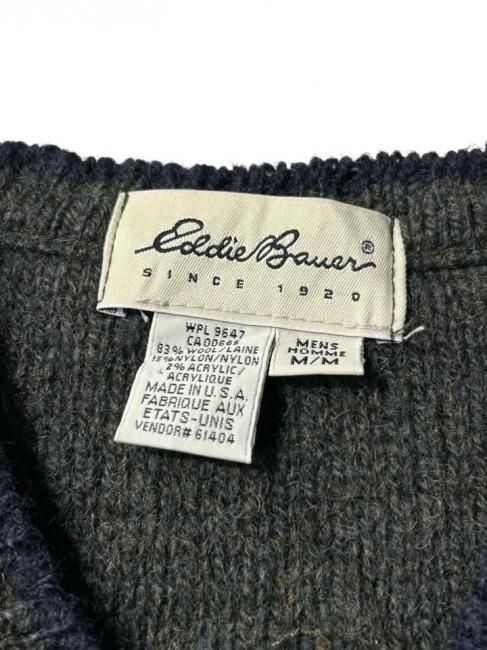 Eddie Bauer®
SINCE 1920
WPL 9647
CA00665
83% WOOL/LAINE
15% NYLON/NYLON
2% ACRYLIC/
ACRYLIQUE
MADE IN U.S.A.
FABRIQUE AUX
ETATS-UNIS
VENDOR# 61404
MENS
HOMME
M/M